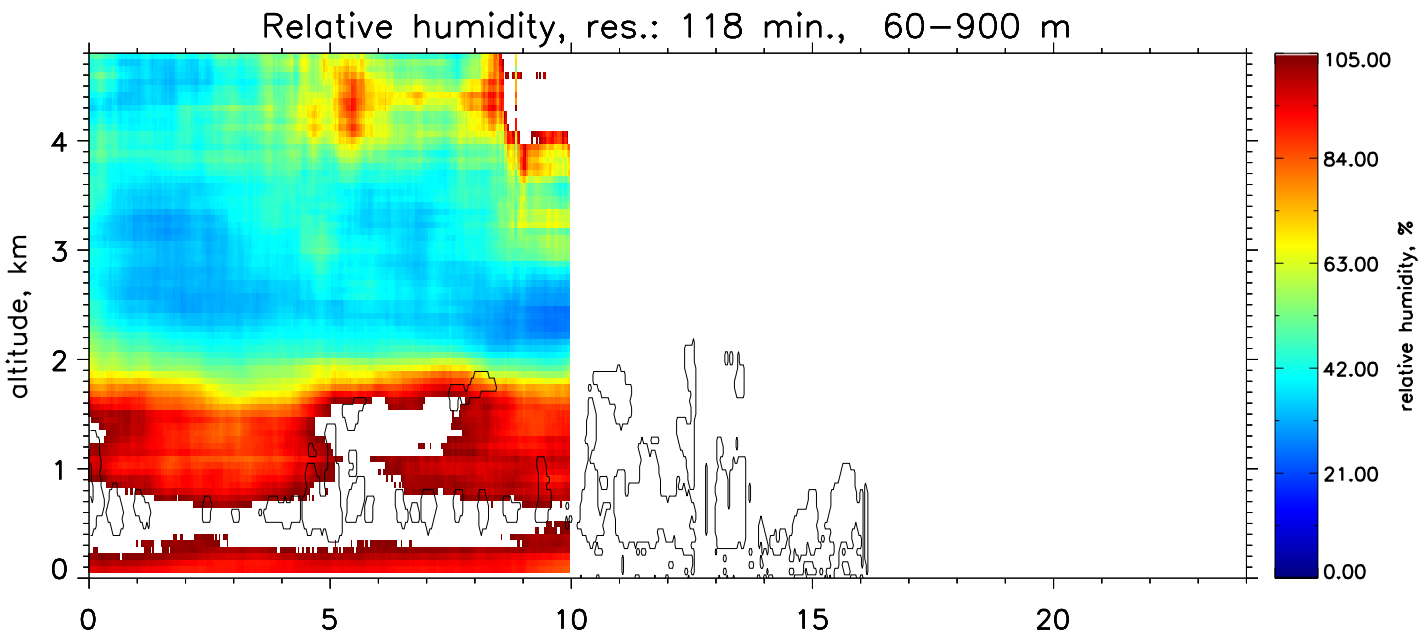 Relative humidity, res.: 118 min.,   60−900 m
altitude, km
4
3
2
1
0
0 5 10 15 20
105.00
84.00
63.00
42.00
21.00
0.00
relative humidity, %